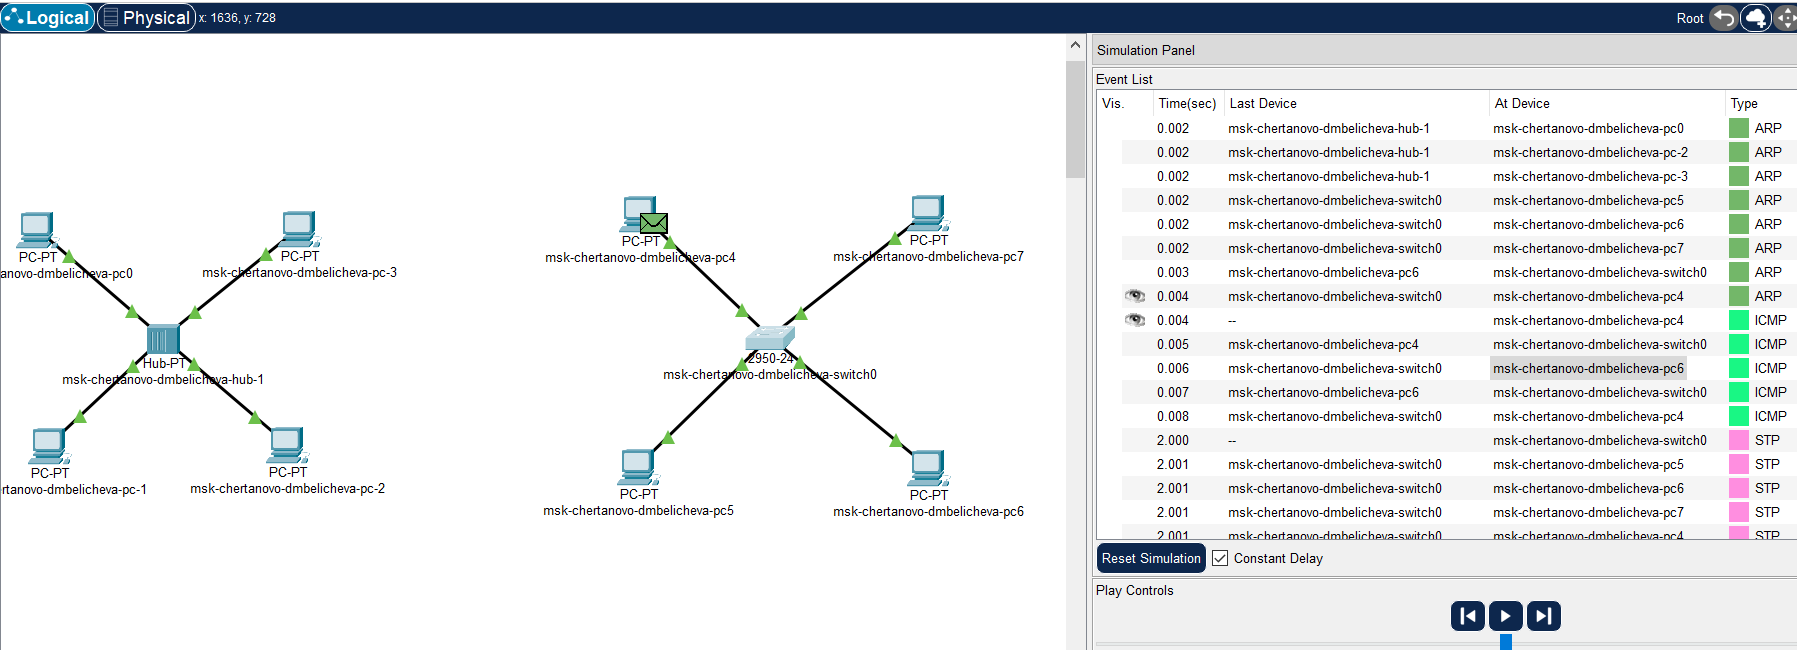 Logical Physical x: 1636, y: 728 Root
Simulation Panel
Event List
Vis. Time(sec) Last Device At Device Type
0.002 msk-chertanovo-dmbelicheva-hub-1 msk-chertanovo-dmbelicheva-pc0 ARP
0.002 msk-chertanovo-dmbelicheva-hub-1 msk-chertanovo-dmbelicheva-pc-2 ARP
0.002 msk-chertanovo-dmbelicheva-hub-1 msk-chertanovo-dmbelicheva-pc-3 ARP
0.002 msk-chertanovo-dmbelicheva-switch0 msk-chertanovo-dmbelicheva-pc5 ARP
0.002 msk-chertanovo-dmbelicheva-switch0 msk-chertanovo-dmbelicheva-pc6 ARP
0.002 msk-chertanovo-dmbelicheva-switch0 msk-chertanovo-dmbelicheva-pc7 ARP
0.003 msk-chertanovo-dmbelicheva-pc6 msk-chertanovo-dmbelicheva-switch0 ARP
0.004 msk-chertanovo-dmbelicheva-switch0 msk-chertanovo-dmbelicheva-pc4 ARP
0.004 -- msk-chertanovo-dmbelicheva-pc4 ICMP
0.005 msk-chertanovo-dmbelicheva-pc4 msk-chertanovo-dmbelicheva-switch0 ICMP
0.006 msk-chertanovo-dmbelicheva-switch0 msk-chertanovo-dmbelicheva-pc6 ICMP
0.007 msk-chertanovo-dmbelicheva-pc6 msk-chertanovo-dmbelicheva-switch0 ICMP
0.008 msk-chertanovo-dmbelicheva-switch0 msk-chertanovo-dmbelicheva-pc4 ICMP
2.000 -- msk-chertanovo-dmbelicheva-switch0 STP
2.001 msk-chertanovo-dmbelicheva-switch0 msk-chertanovo-dmbelicheva-pc5 STP
2.001 msk-chertanovo-dmbelicheva-switch0 msk-chertanovo-dmbelicheva-pc6 STP
2.001 msk-chertanovo-dmbelicheva-switch0 msk-chertanovo-dmbelicheva-pc7 STP
2.001 msk-chertanovo-dmbelicheva-switch0 msk-chertanovo-dmbelicheva-pc4 STP
Reset Simulation Constant Delay
Play Controls
PC-PT
anovo-dmbelicheva-pc0
PC-PT
msk-chertanovo-dmbelicheva-pc-3
Hub-PT
msk-chertanovo-dmbelicheva-hub-1
PC-PT
rtanovo-dmbelicheva-pc-1
PC-PT
msk-chertanovo-dmbelicheva-pc-2
PC-PT
msk-chertanovo-dmbelicheva-pc4
PC-PT
msk-chertanovo-dmbelicheva-pc7
2950-24
msk-chertanovo-dmbelicheva-switch0
PC-PT
msk-chertanovo-dmbelicheva-pc5
PC-PT
msk-chertanovo-dmbelicheva-pc6